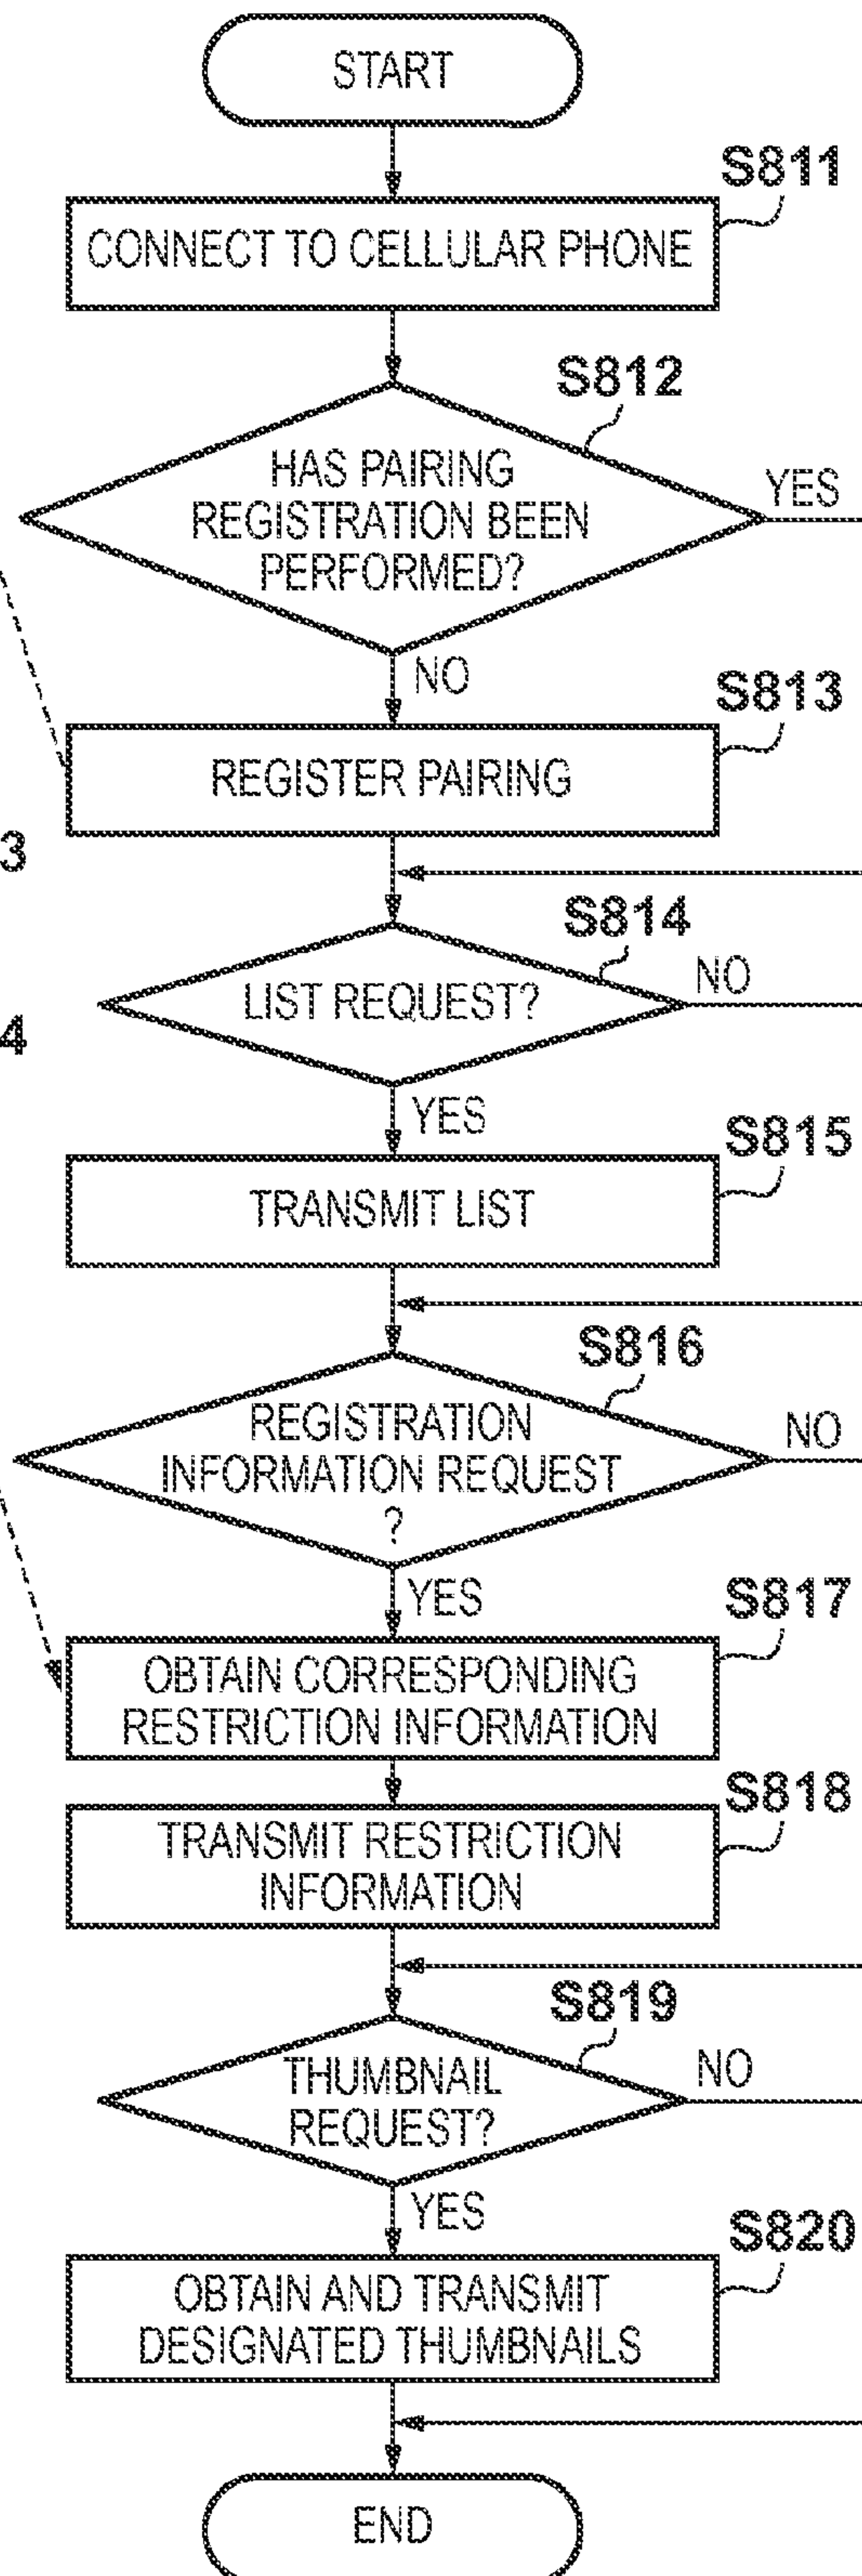 START
S811
CONNECT TO CELLULAR PHONE
S812
HAS PAIRING
REGISTRATION BEEN
PERFORMED?
YES
NO
S813
REGISTER PAIRING
3
S814
LIST REQUEST?
NO
4
YES
S815
TRANSMIT LIST
S816
REGISTRATION
INFORMATION REQUEST
?
NO
YES
S817
OBTAIN CORRESPONDING
RESTRICTION INFORMATION
S818
TRANSMIT RESTRICTION
INFORMATION
S819
THUMBNAIL
REQUEST?
NO
YES
S820
OBTAIN AND TRANSMIT
DESIGNATED THUMBNAILS
END